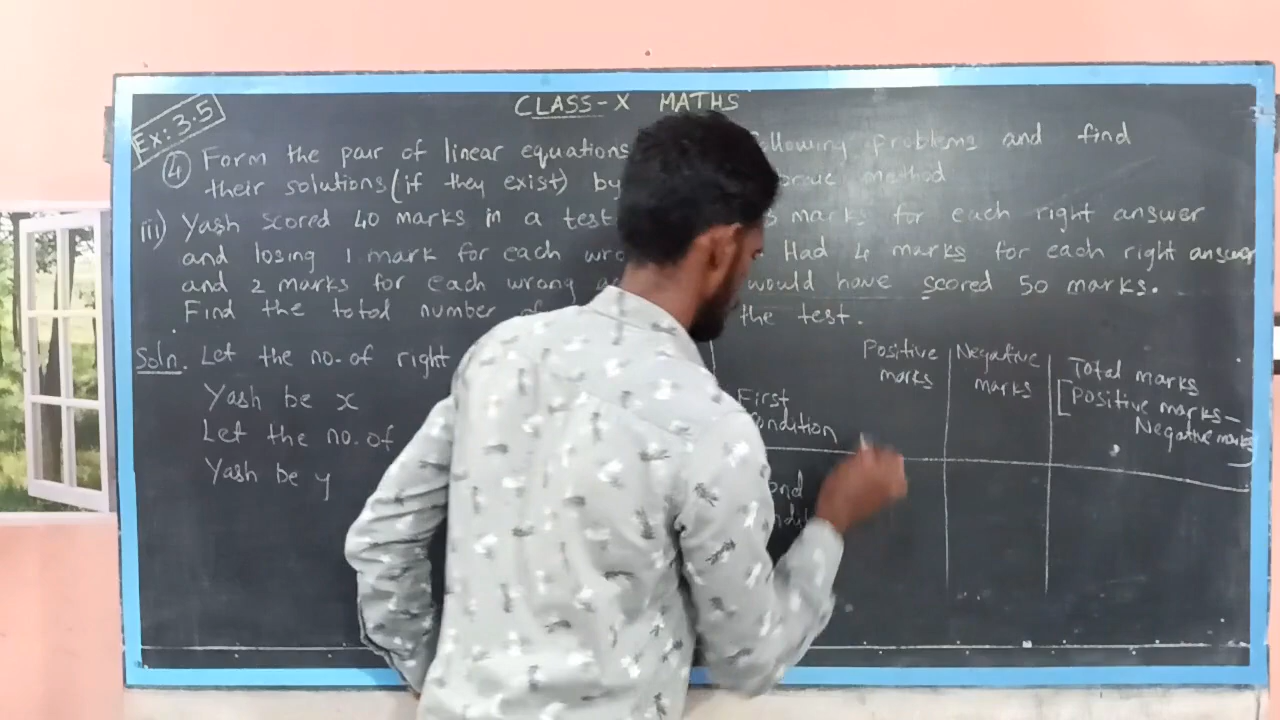 Ex: 3.5
CLASS-X MATHS
④ Form the pair of linear equations following problems and find
their solutions (if they exist) by method
iii) Yash scored 40 marks in a test marks for each right answer
and losing 1 mark for each Had 4 marks for each right answer
and 2 marks for each wrong would have scored 50 marks.
Find the total number the test.
Soln. Let the no. of right
Yash be x
Let the no. of
Yash be y
Positive marks
Negative marks
Total marks
[Positive marks –
Negative marks]
First
Condition